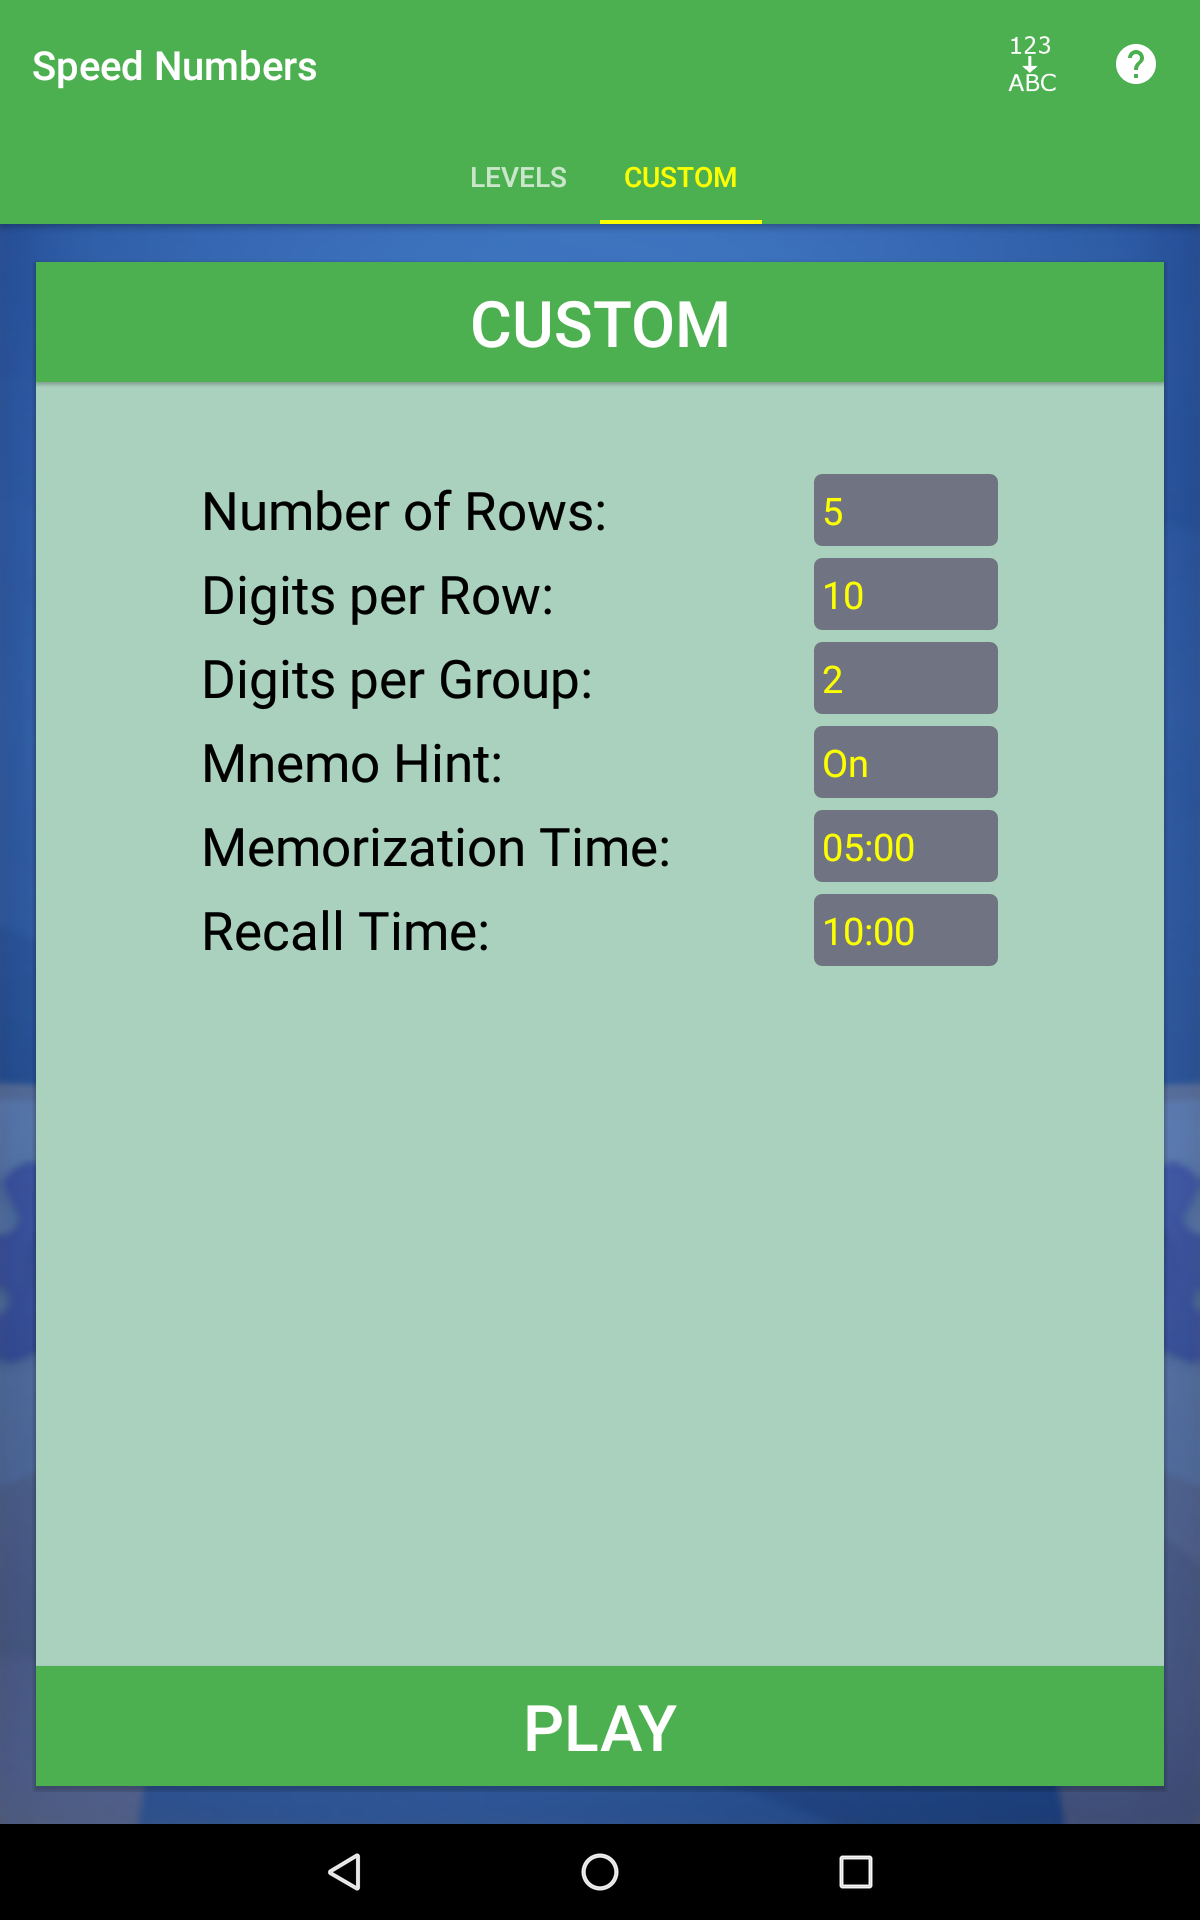 Speed Numbers
123
ABC
?
LEVELS CUSTOM
CUSTOM
Number of Rows: 5
Digits per Row: 10
Digits per Group: 2
Mnemo Hint: On
Memorization Time: 05:00
Recall Time: 10:00
PLAY